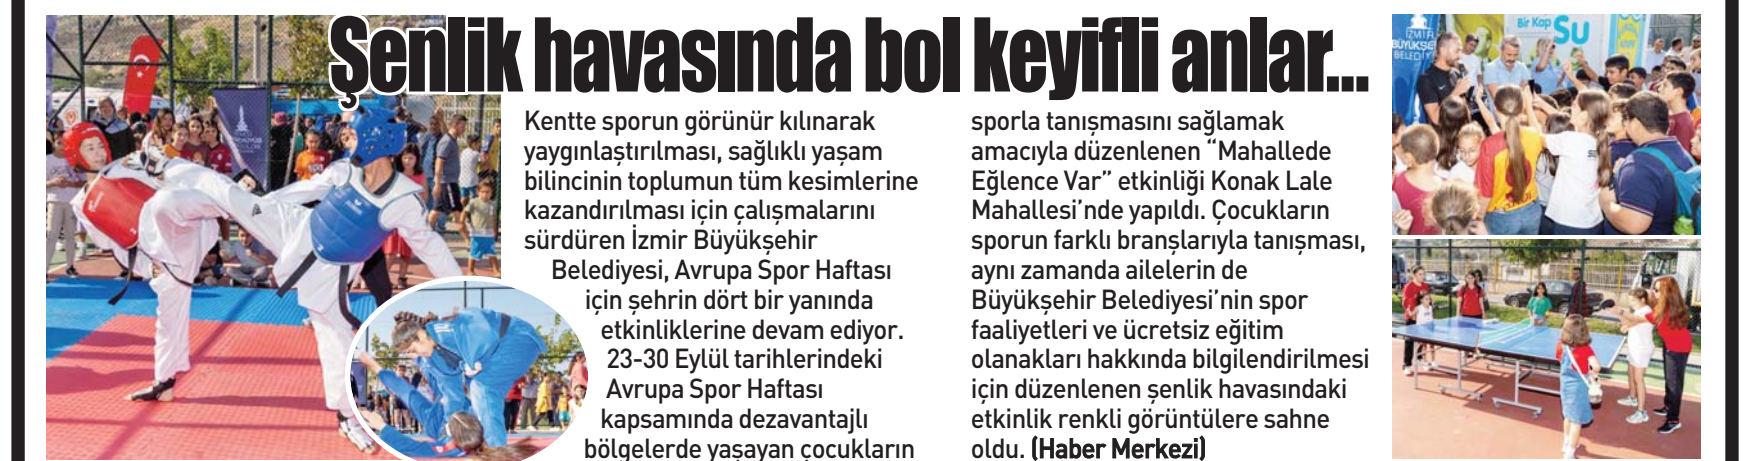 Şenlik havasında bol keyifli anlar...
Kentte sporun görünür kılınarak
yaygınlaştırılması, sağlıklı yaşam
bilincinin toplumun tüm kesimlerine
kazandırılması için çalışmalarını
sürdüren İzmir Büyükşehir
Belediyesi, Avrupa Spor Haftası
için şehrin dört bir yanında
etkinliklerine devam ediyor.
23-30 Eylül tarihlerindeki
Avrupa Spor Haftası
kapsamında dezavantajlı
bölgelerde yaşayan çocukların
sporla tanışmasını sağlamak
amacıyla düzenlenen “Mahallede
Eğlence Var” etkinliği Konak Lale
Mahallesi’nde yapıldı. Çocukların
sporun farklı branşlarıyla tanışması,
aynı zamanda ailelerin de
Büyükşehir Belediyesi’nin spor
faaliyetleri ve ücretsiz eğitim
olanakları hakkında bilgilendirilmesi
için düzenlenen şenlik havasındaki
etkinlik renkli görüntülere sahne
oldu. (Haber Merkezi)
Bir Kap
Su
İZMİR
BÜYÜKŞE
BELEDİY